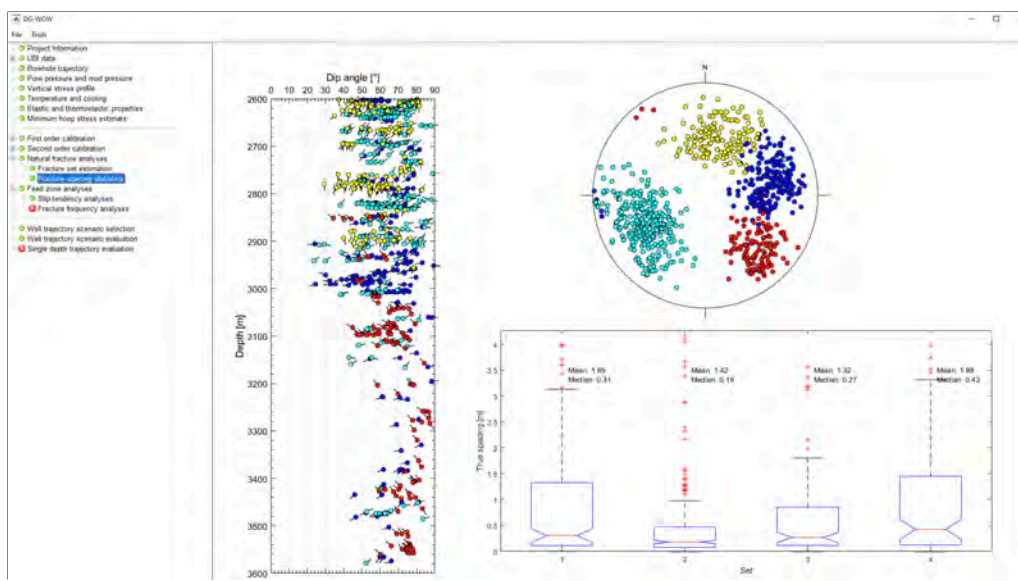 DG-WOW
File Tools
Project Information
UBI data
Borehole trajectory
Pore pressure and mud pressure
Vertical stress profile
Temperature and cooling
Elastic and thermoelastic properties
Minimum hoop stress estimate
First order calibration
Second order calibration
Natural fracture analyses
Fracture set estimation
Fracture spacing statistics
Feed zone analyses
Slip tendency analyses
Fracture frequency analyses
Well trajectory scenario selection
Well trajectory scenario evaluation
Single depth trajectory evaluation
Dip angle [°]
0 10 20 30 40 50 60 70 80 90
2600
2700
2800
2900
3000
3100
3200
3300
3400
3500
3600
Depth [m]
N
4
3.5
3
2.5
2
1.5
1
0.5
0
True spacing [m]
Mean: 1.65
Median: 0.31
Mean: 1.42
Median: 0.18
Mean: 1.32
Median: 0.27
Median: 0.43
1 2 3 4
Set